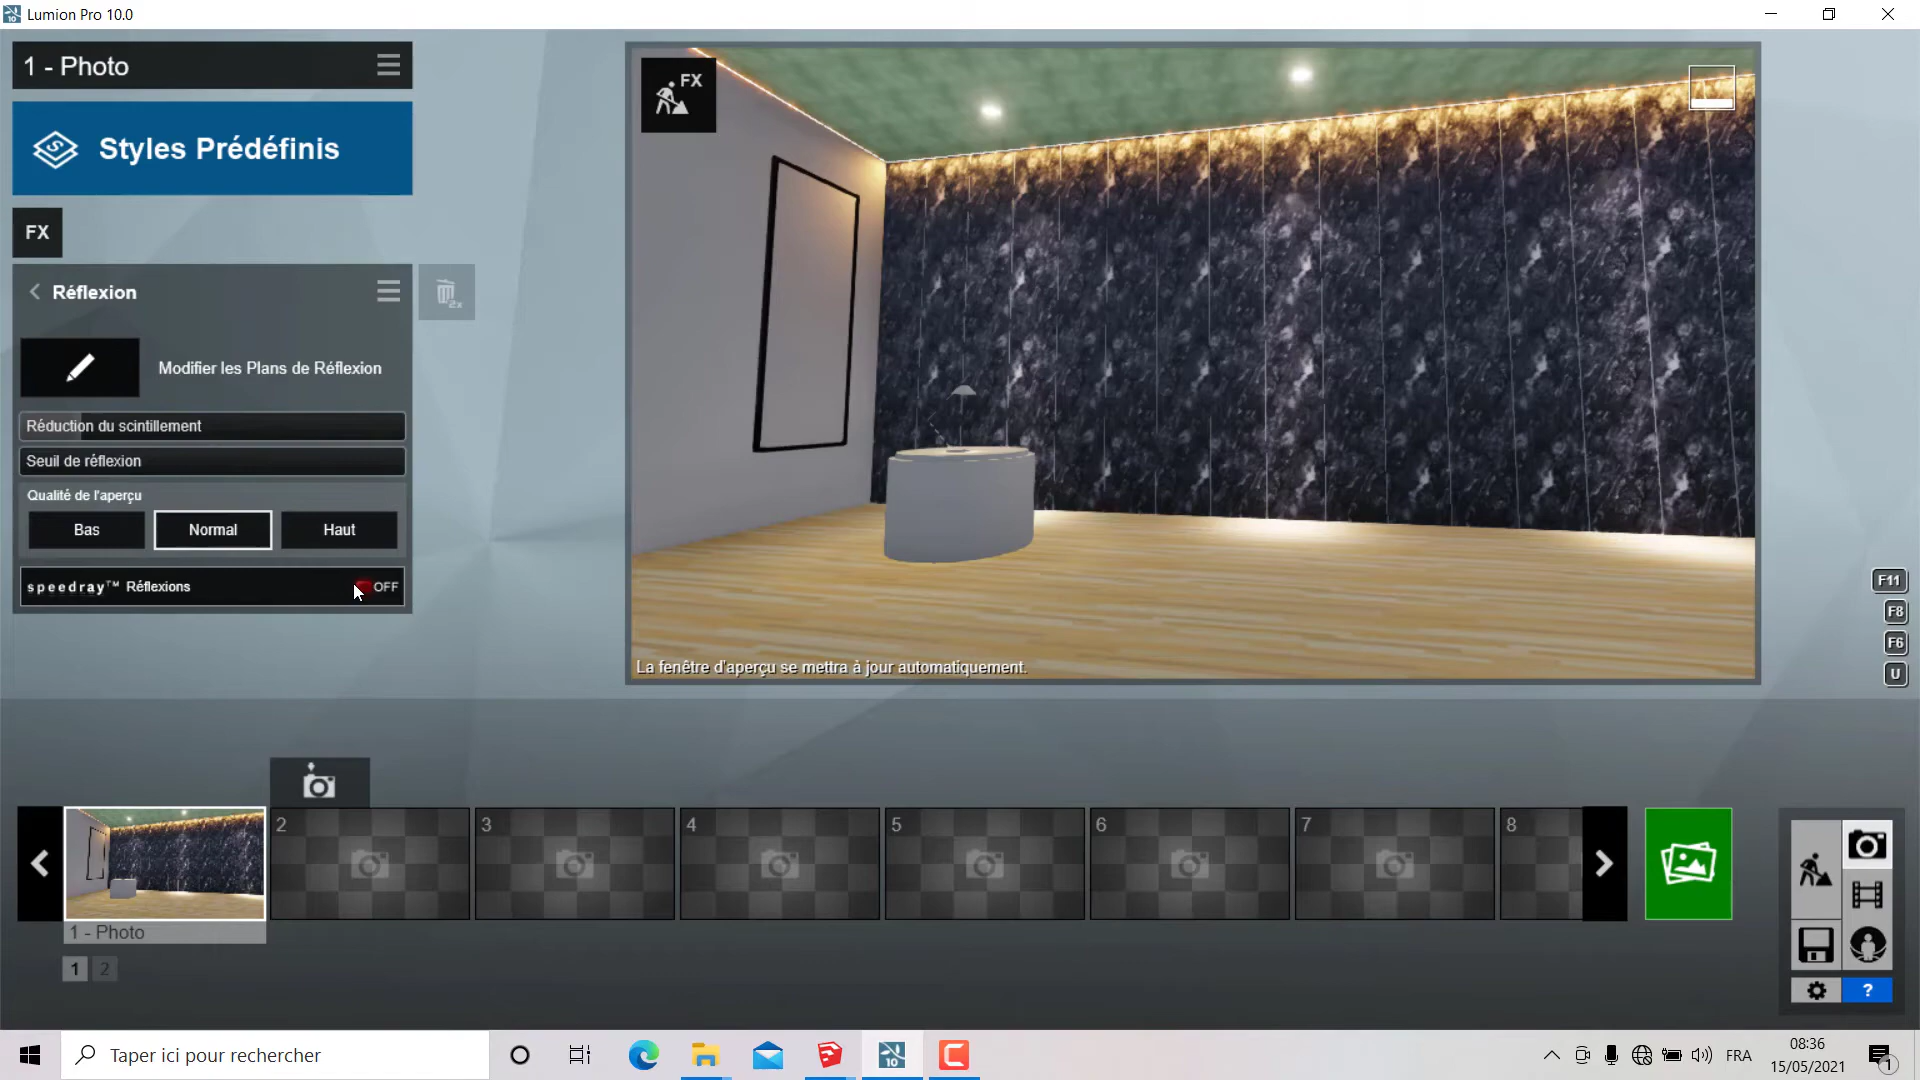 Lumion Pro 10.0
1 - Photo
Styles Prédéfinis
FX
FX
Réflexion
2x
Modifier les Plans de Réflexion
Réduction du scintillement
Seuil de réflexion
Qualité de l'aperçu
Bas
Normal
Haut
speedray™ Réflexions
OFF
La fenêtre d'aperçu se mettra à jour automatiquement.
F11
F8
F6
U
2
3
4
5
6
7
8
1 - Photo
1
2
?
Taper ici pour rechercher
10
FRA
08:36
15/05/2021
1